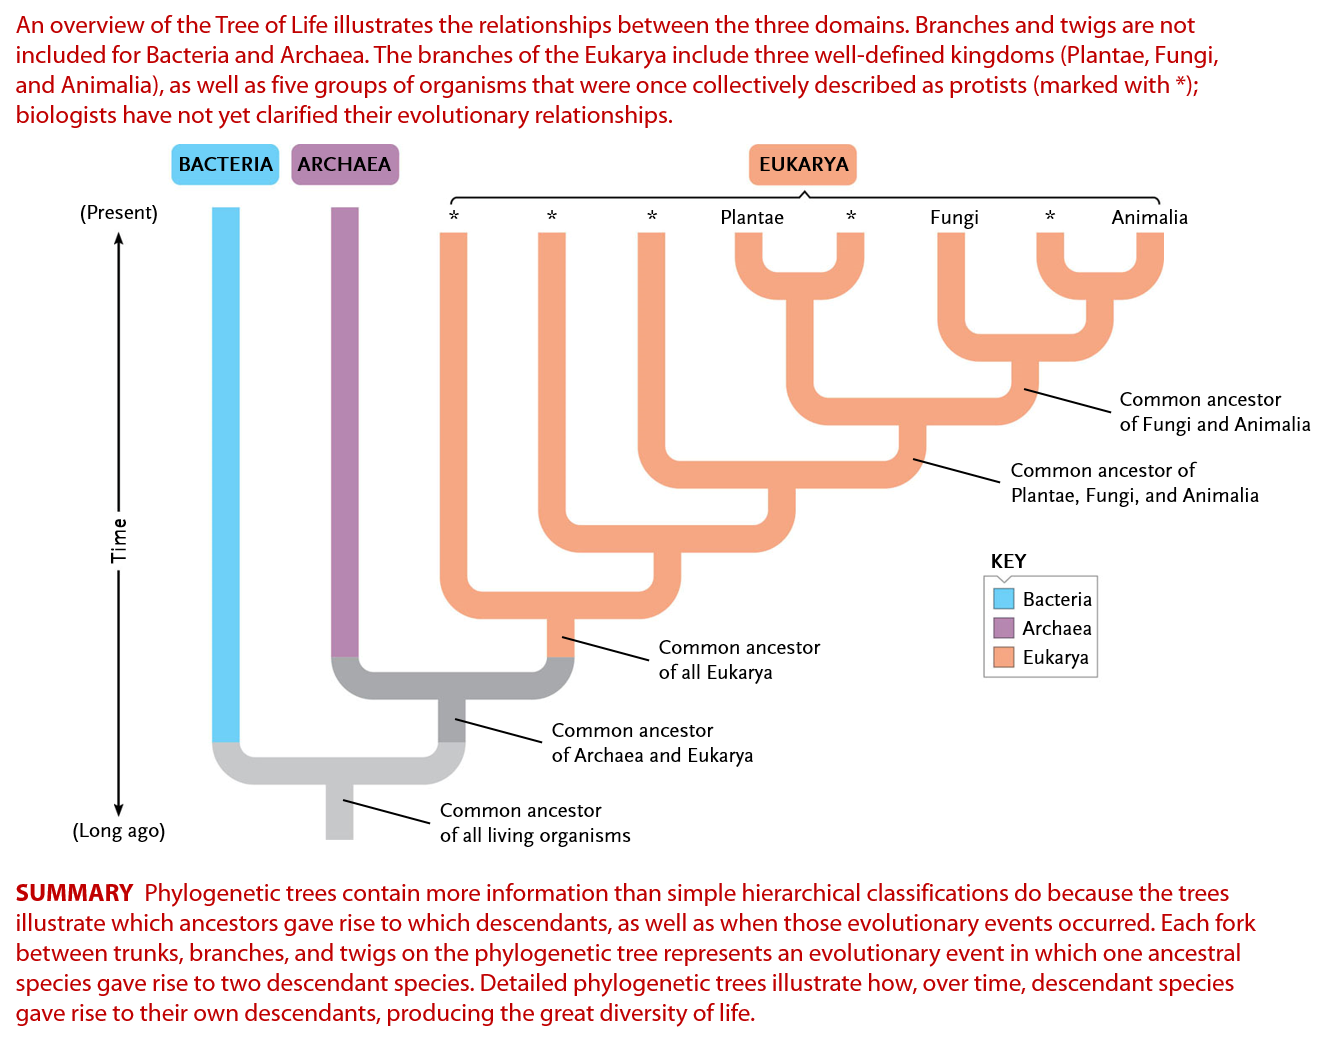 An overview of the Tree of Life illustrates the relationships between the three domains. Branches and twigs are not
included for Bacteria and Archaea. The branches of the Eukarya include three well-defined kingdoms (Plantae, Fungi,
and Animalia), as well as five groups of organisms that were once collectively described as protists (marked with *);
biologists have not yet clarified their evolutionary relationships.
BACTERIA ARCHAEA EUKARYA
(Present) * * * Plantae * Fungi * Animalia
Common ancestor
of Fungi and Animalia
Common ancestor of
Plantae, Fungi, and Animalia
Time
KEY
Bacteria
Archaea
Eukarya
Common ancestor
of all Eukarya
Common ancestor
of Archaea and Eukarya
Common ancestor
of all living organisms
(Long ago)
SUMMARY Phylogenetic trees contain more information than simple hierarchical classifications do because the trees
illustrate which ancestors gave rise to which descendants, as well as when those evolutionary events occurred. Each fork
between trunks, branches, and twigs on the phylogenetic tree represents an evolutionary event in which one ancestral
species gave rise to two descendant species. Detailed phylogenetic trees illustrate how, over time, descendant species
gave rise to their own descendants, producing the great diversity of life.